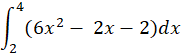 ∫₂⁴(6x² − 2x − 2)dx